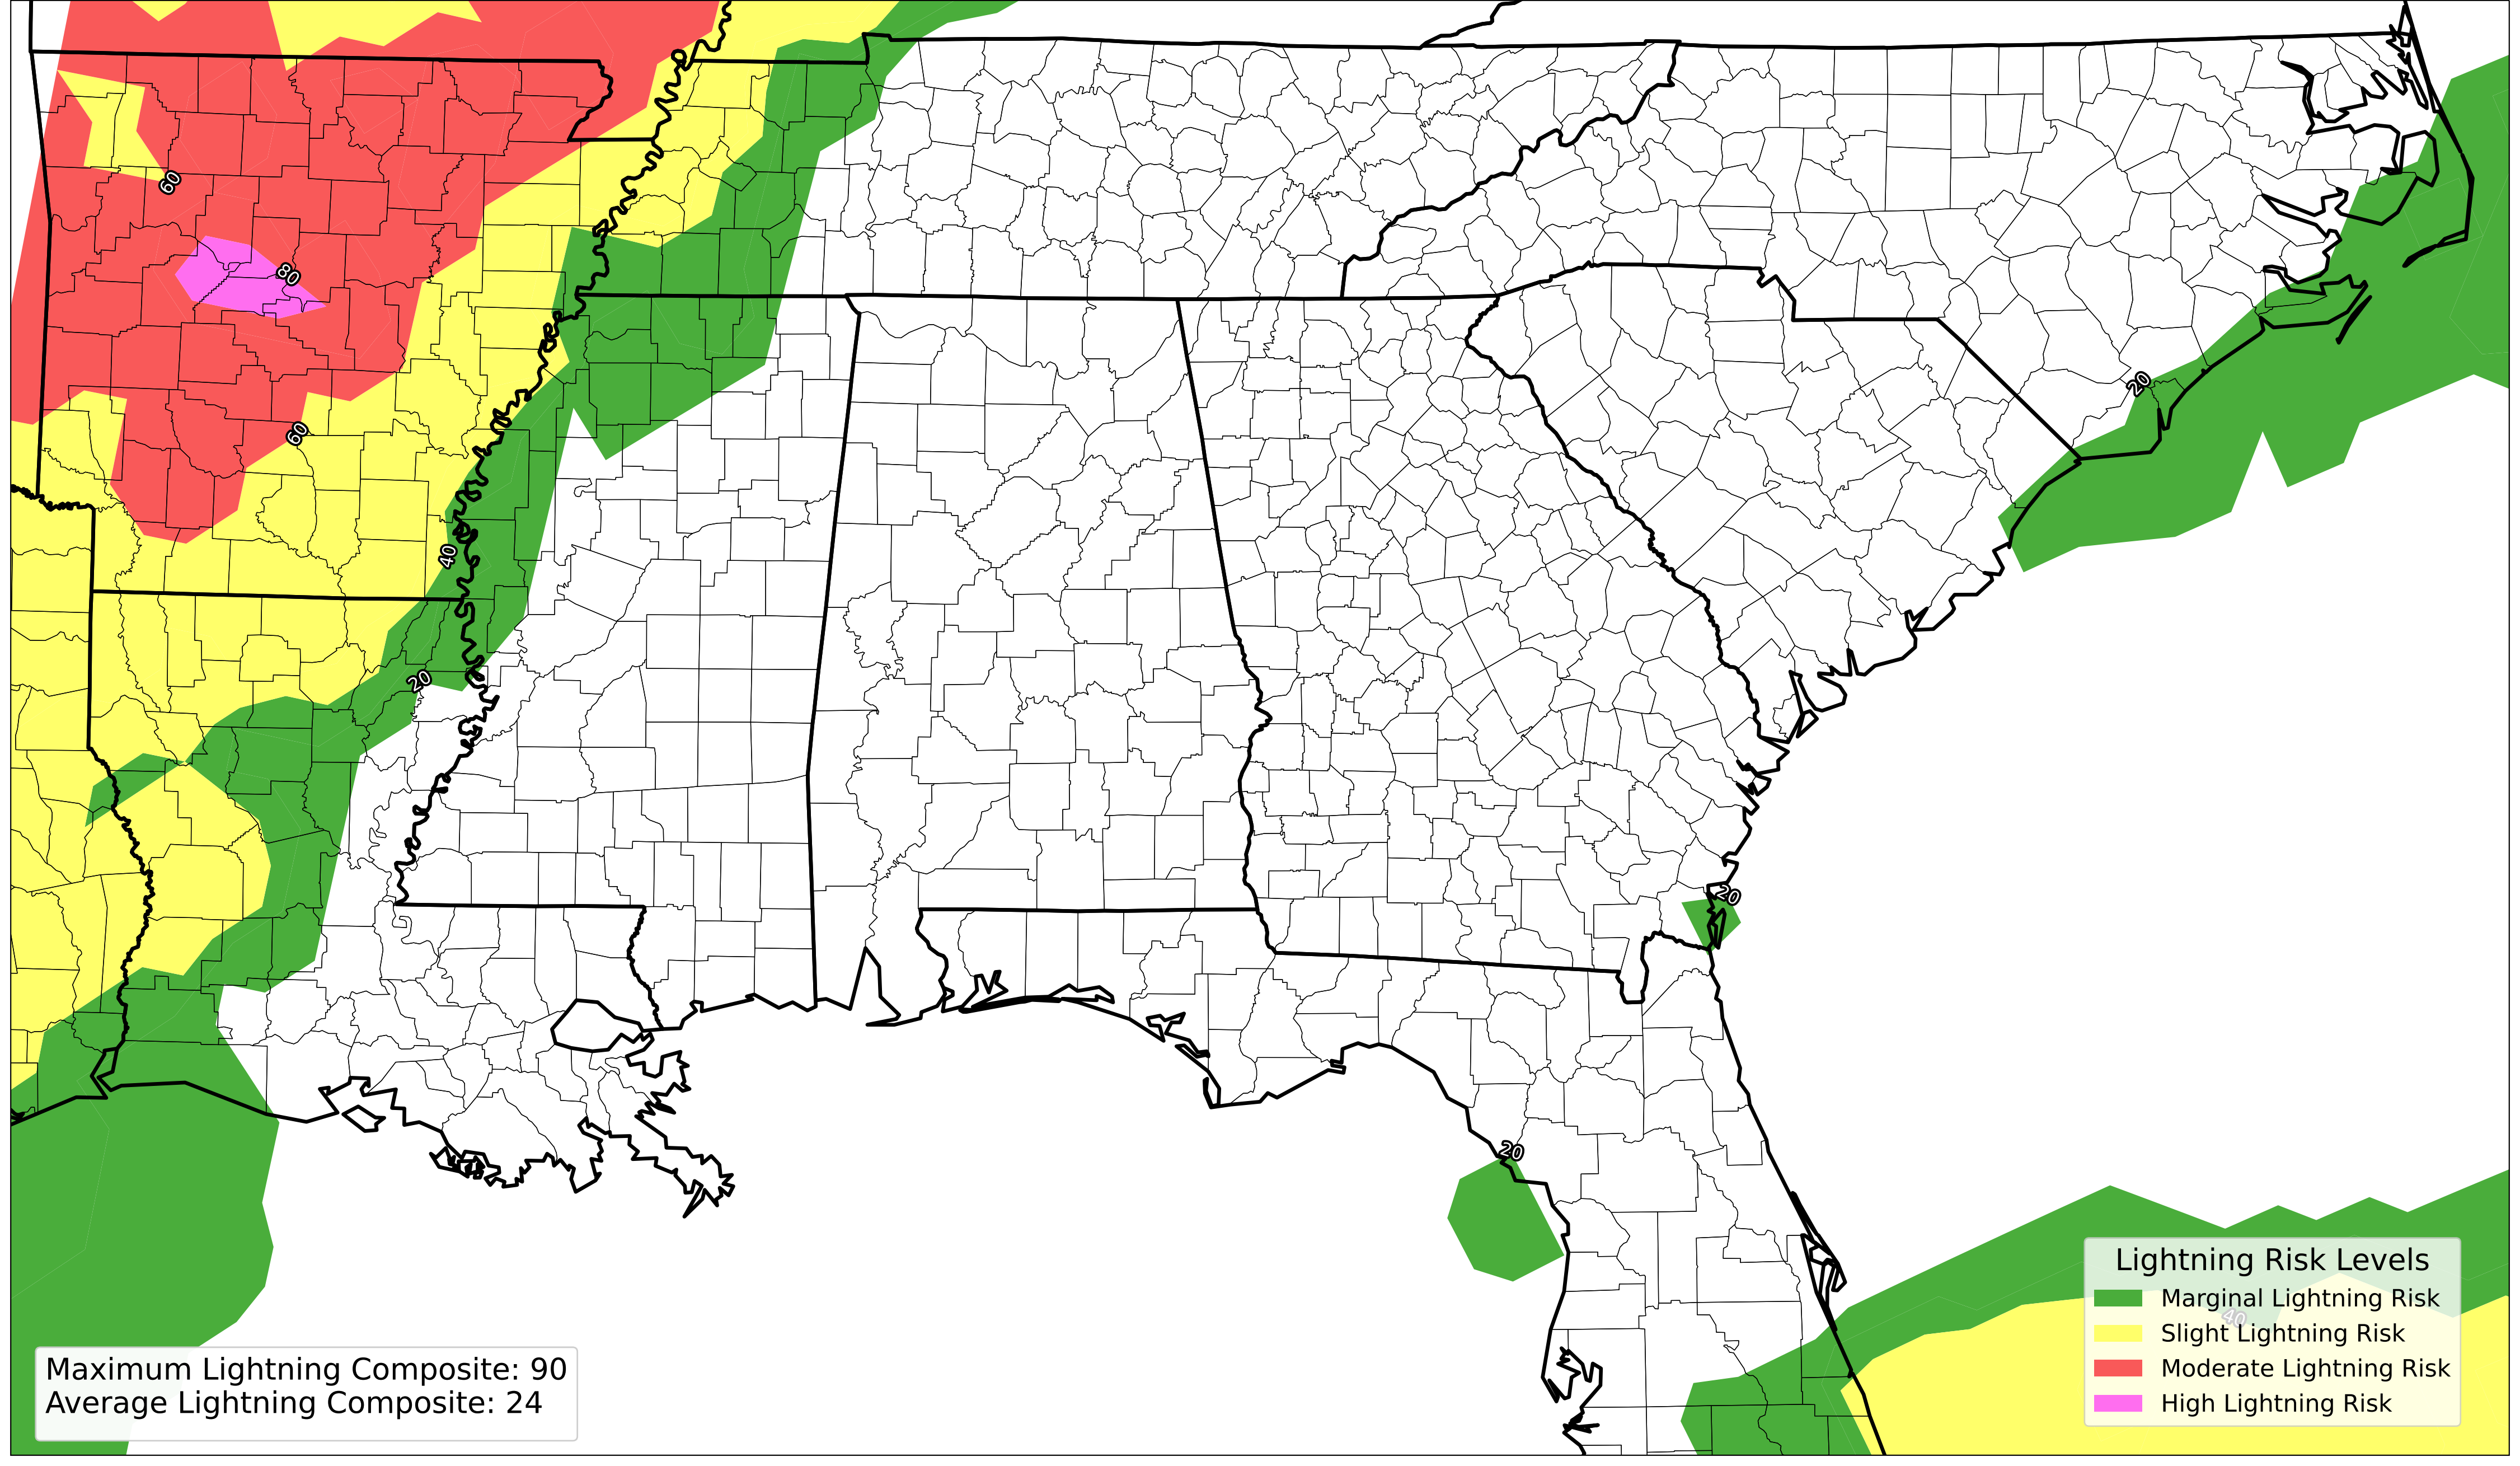 60
80
60
20
40
20
20
20
40
Maximum Lightning Composite: 90
Average Lightning Composite: 24
Lightning Risk Levels
Marginal Lightning Risk
Slight Lightning Risk
Moderate Lightning Risk
High Lightning Risk